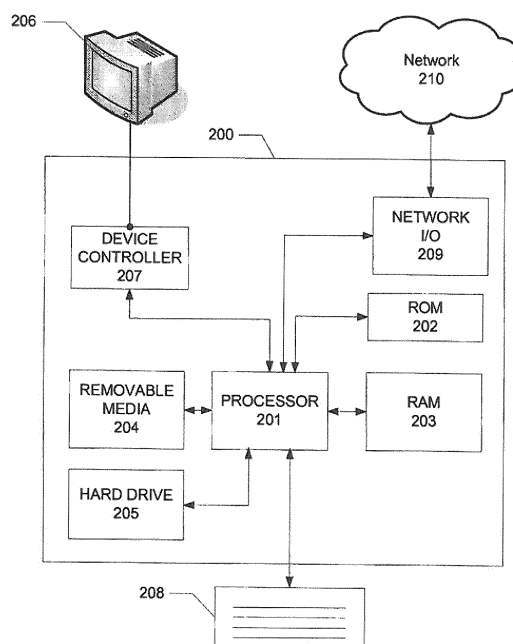 206
Network
210
200
NETWORK
I/O
209
DEVICE
CONTROLLER
207
ROM
202
REMOVABLE
MEDIA
204
PROCESSOR
201
RAM
203
HARD DRIVE
205
208